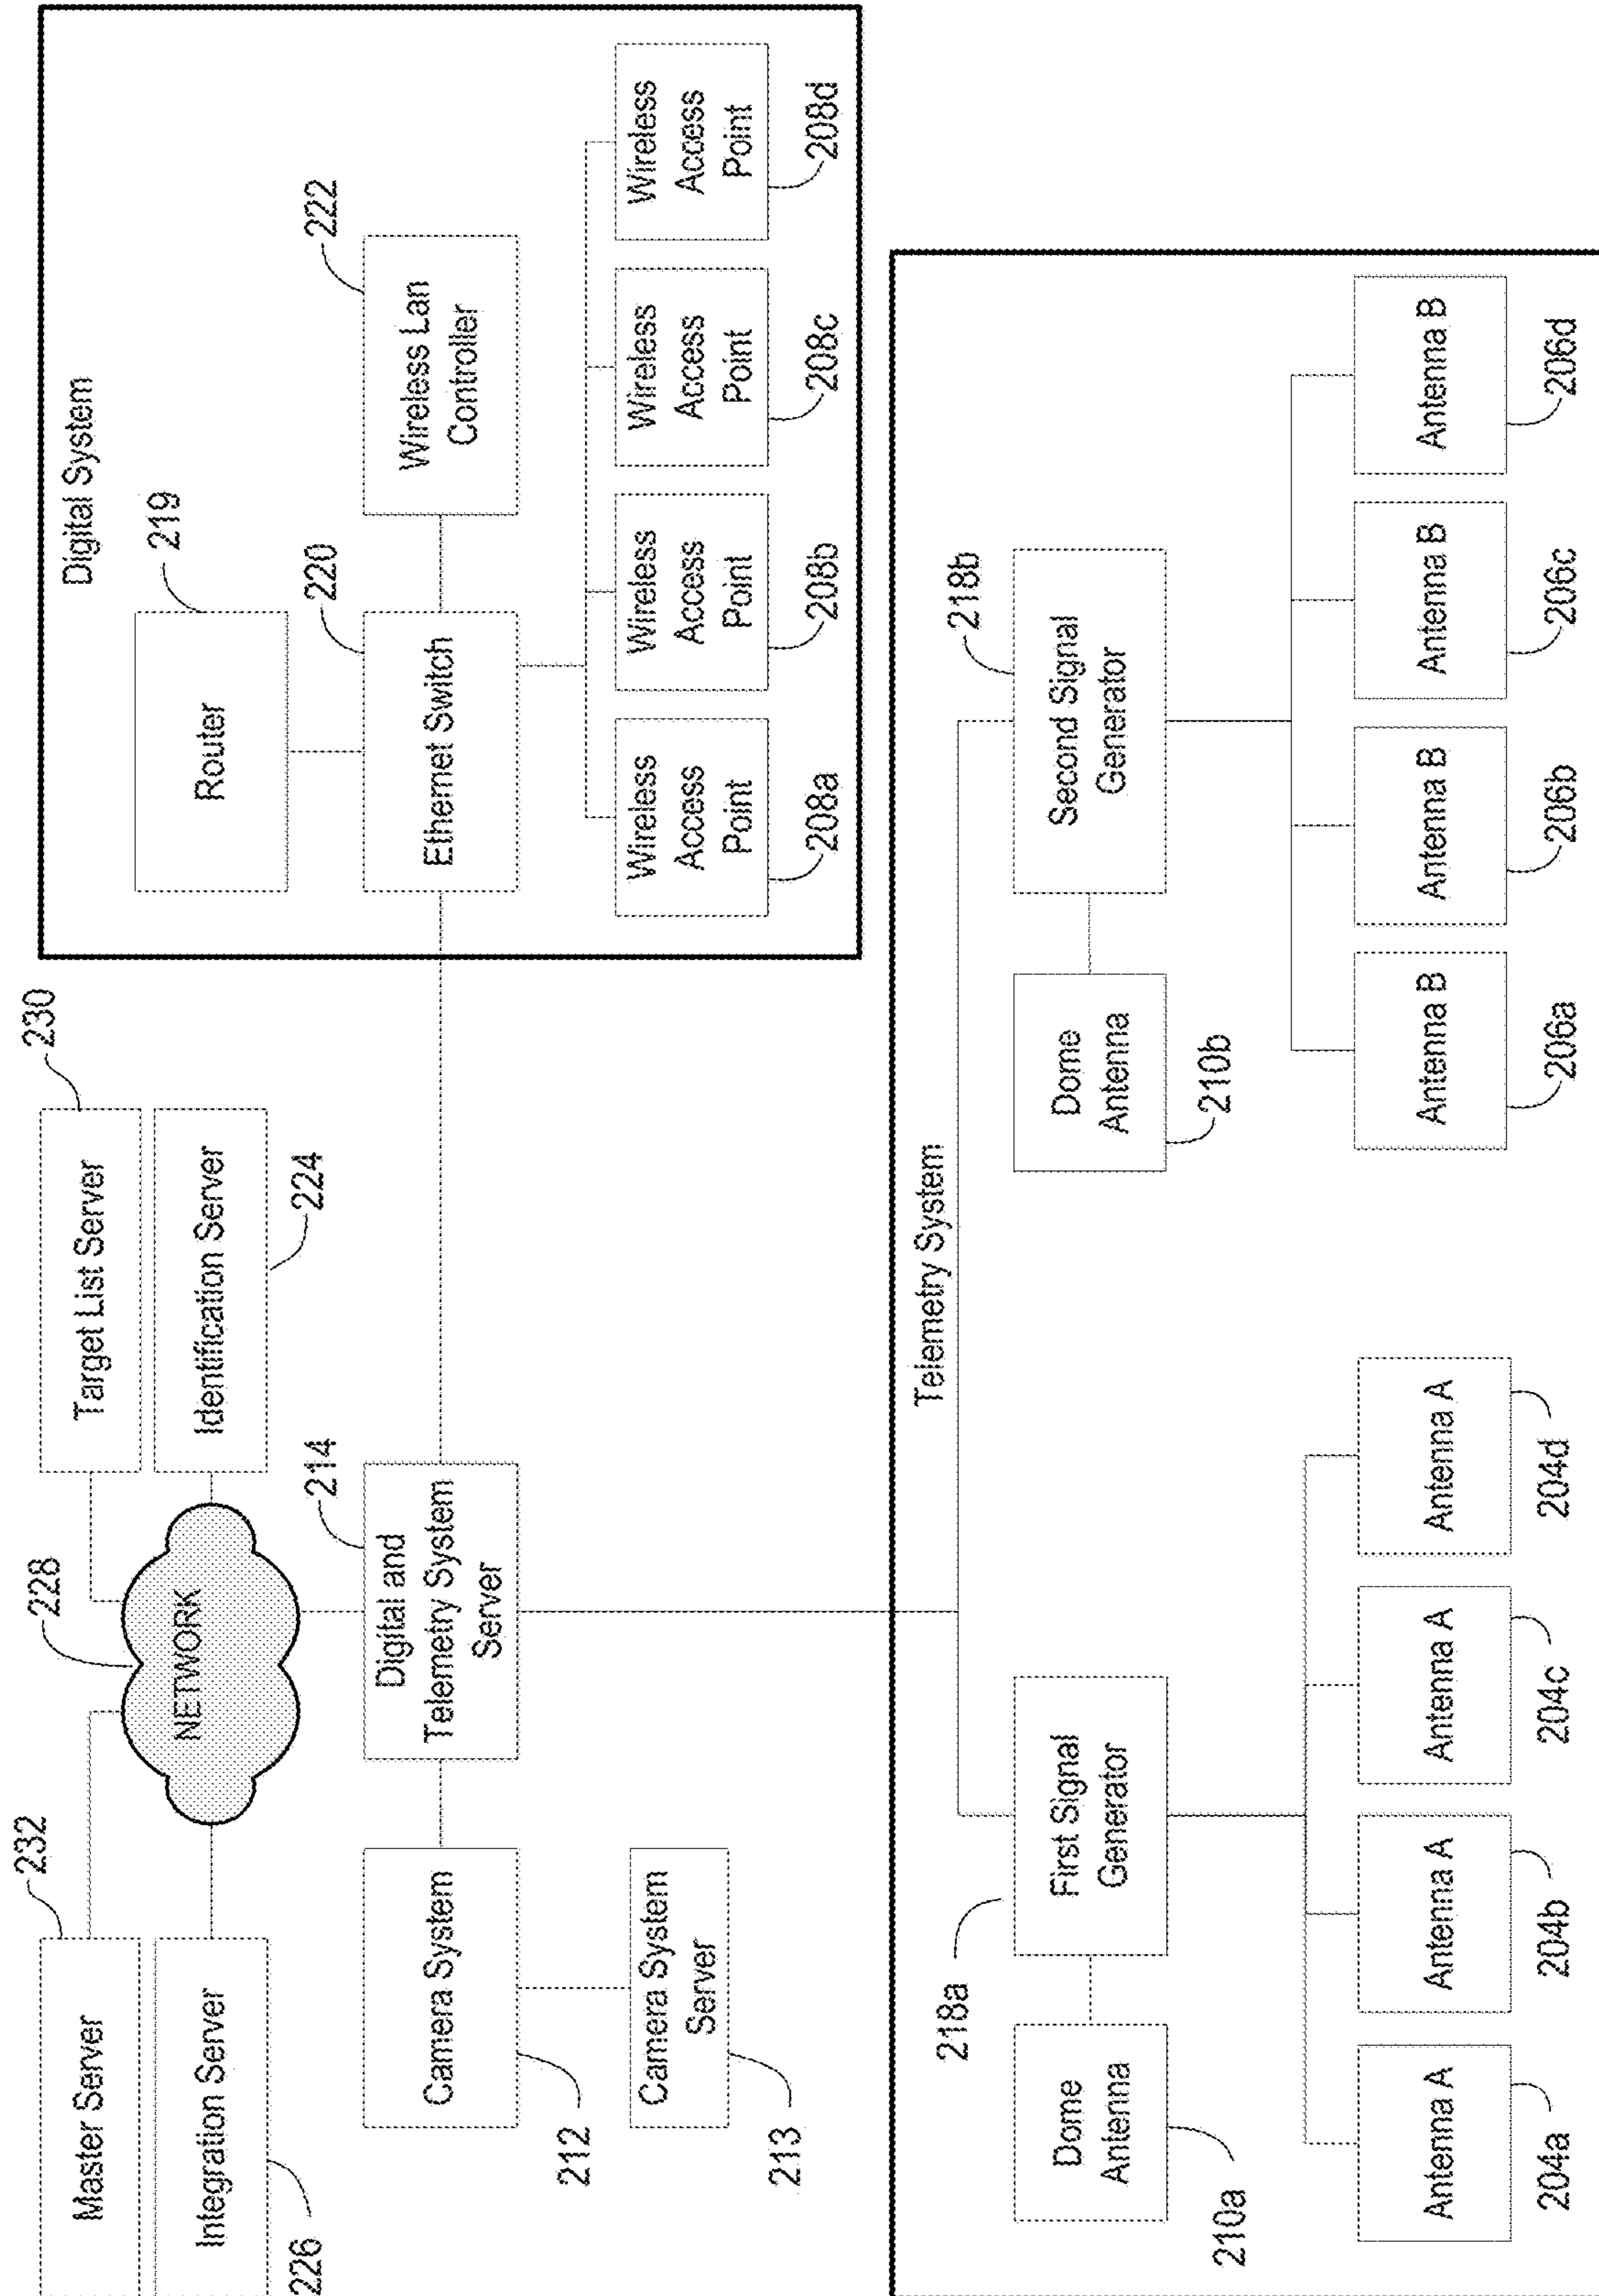 232
Master Server
Integration Server
226
228
NETWORK
230
Target List Server
Identification Server
224
Camera System
212
Camera System
Server
213
214
Digital and
Telemetry System
Server
Digital System
219
Router
220
Ethernet Switch
222
Wireless Lan
Controller
Wireless
Access
Point
208a
Wireless
Access
Point
208b
Wireless
Access
Point
208c
Wireless
Access
Point
208d
Telemetry System
218a
First Signal
Generator
Dome
Antenna
210a
Antenna A
204a
Antenna A
204b
Antenna A
204c
Antenna A
204d
218b
Second Signal
Generator
Dome
Antenna
210b
Antenna B
206a
Antenna B
206b
Antenna B
206c
Antenna B
206d